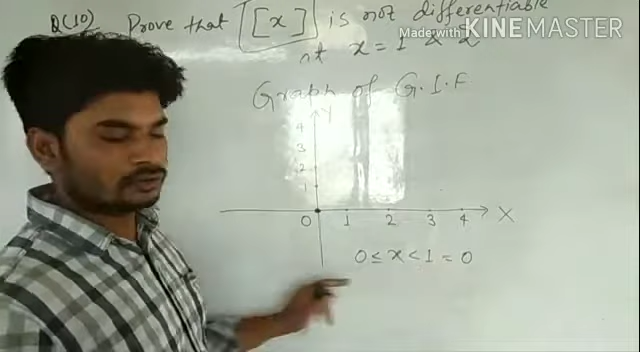 Q(10) Prove that [x] is not differentiable
at x = 1 & 2
Made with KINEMASTER
Graph of G.I.F
Y
4
3
2
1
0 1 2 3 4 X
0 ≤ x < 1 = 0